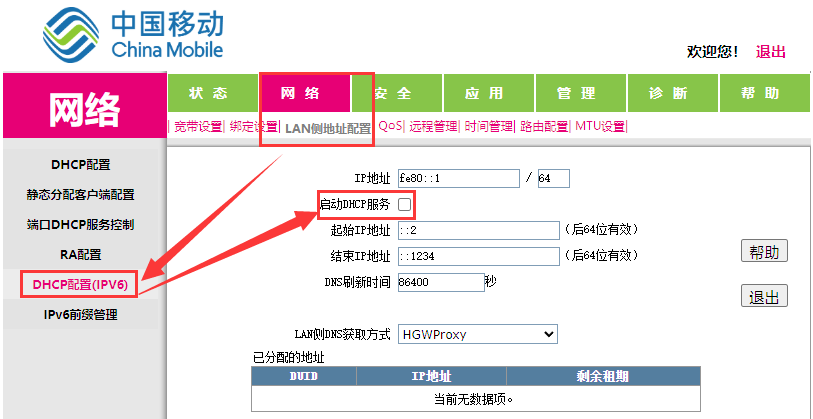 中国移动
China Mobile
欢迎您！ 退出
网络
状态 网络 安全 应用 管理 诊断 帮助
宽带设置| 绑定设置| LAN侧地址配置 QoS| 远程管理| 时间管理| 路由配置| MTU设置|
DHCP配置
静态分配客户端配置
端口DHCP服务控制
RA配置
DHCP配置(IPV6)
IPv6前缀管理
IP地址 fe80::1 / 64
启动DHCP服务
起始IP地址 ::2 (后64位有效)
结束IP地址 ::1234 (后64位有效)
DNS刷新时间 86400 秒
LAN侧DNS获取方式 HGWProxy
帮助
退出
已分配的地址
DUID IP地址 剩余租期
当前无数据项。